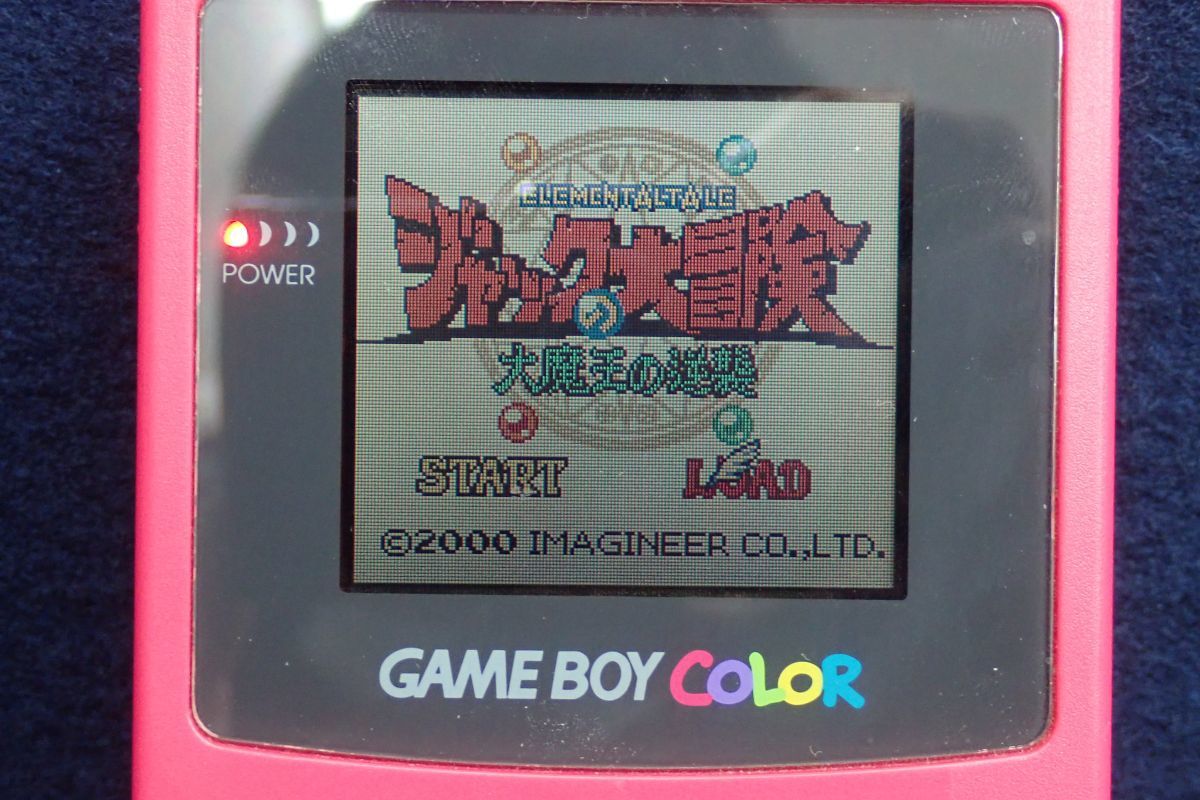 ELEMENTAL TALE
ジャックの大冒険
大魔王の逆襲
START LOAD
©2000 IMAGINEER CO.,LTD.
POWER
GAME BOY COLOR